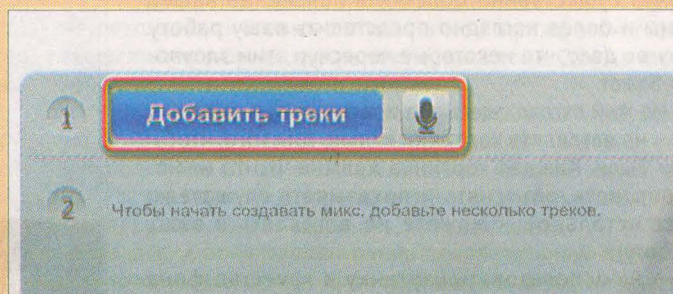 1 Добавить треки
2 Чтобы начать создавать микс, добавьте несколько треков.